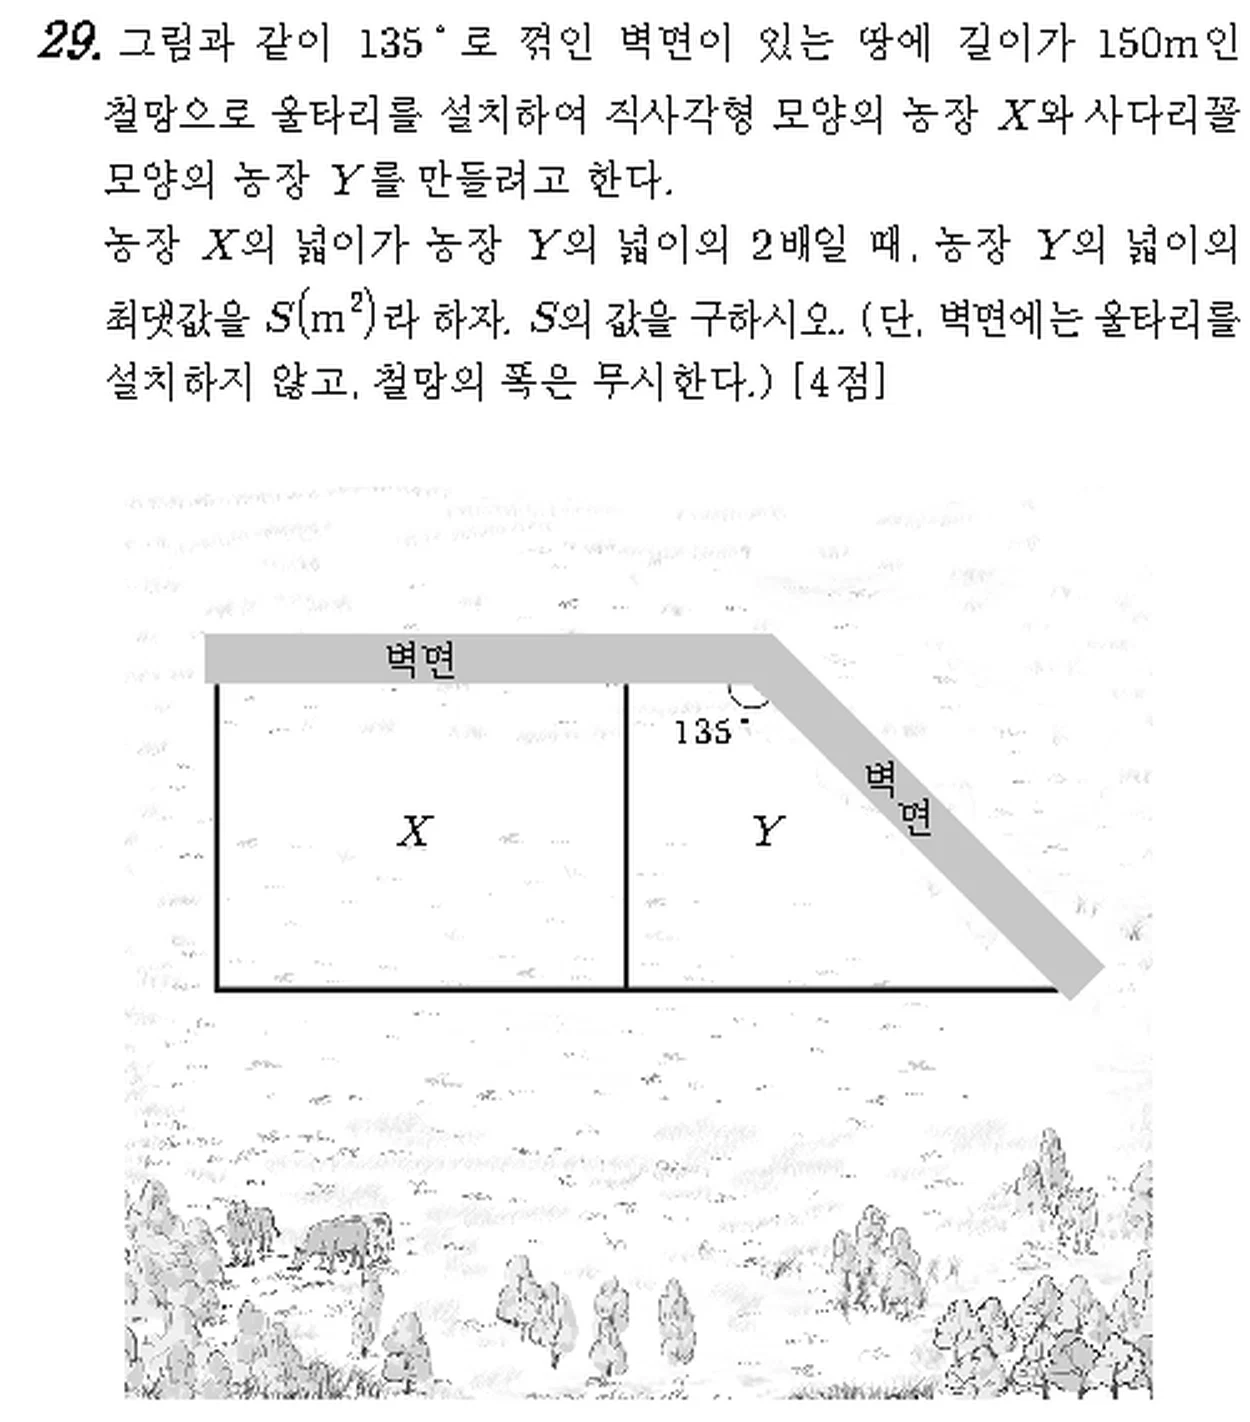 29. 그림과 같이 135°로 꺾인 벽면이 있는 땅에 길이가 150m인
철망으로 울타리를 설치하여 직사각형 모양의 농장 X와 사다리꼴
모양의 농장 Y를 만들려고 한다.
농장 X의 넓이가 농장 Y의 넓이의 2배일 때, 농장 Y의 넓이의
최댓값을 S(m²)라 하자. S의 값을 구하시오. (단, 벽면에는 울타리를
설치하지 않고, 철망의 폭은 무시한다.) [4점]
벽면
135°
벽면
X
Y